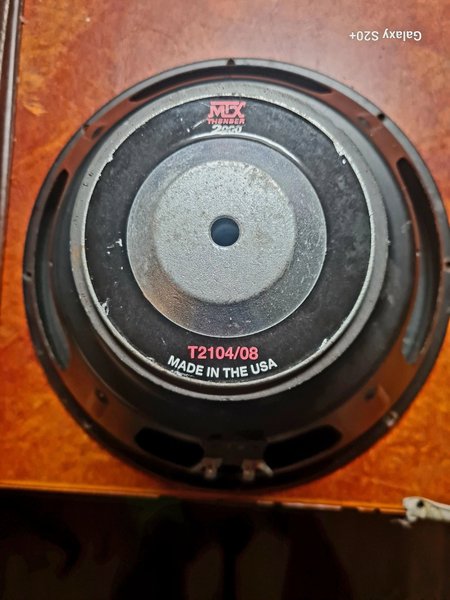 Galaxy S20+
MTX
THUNDER
2000
T2104/08
MADE IN THE USA